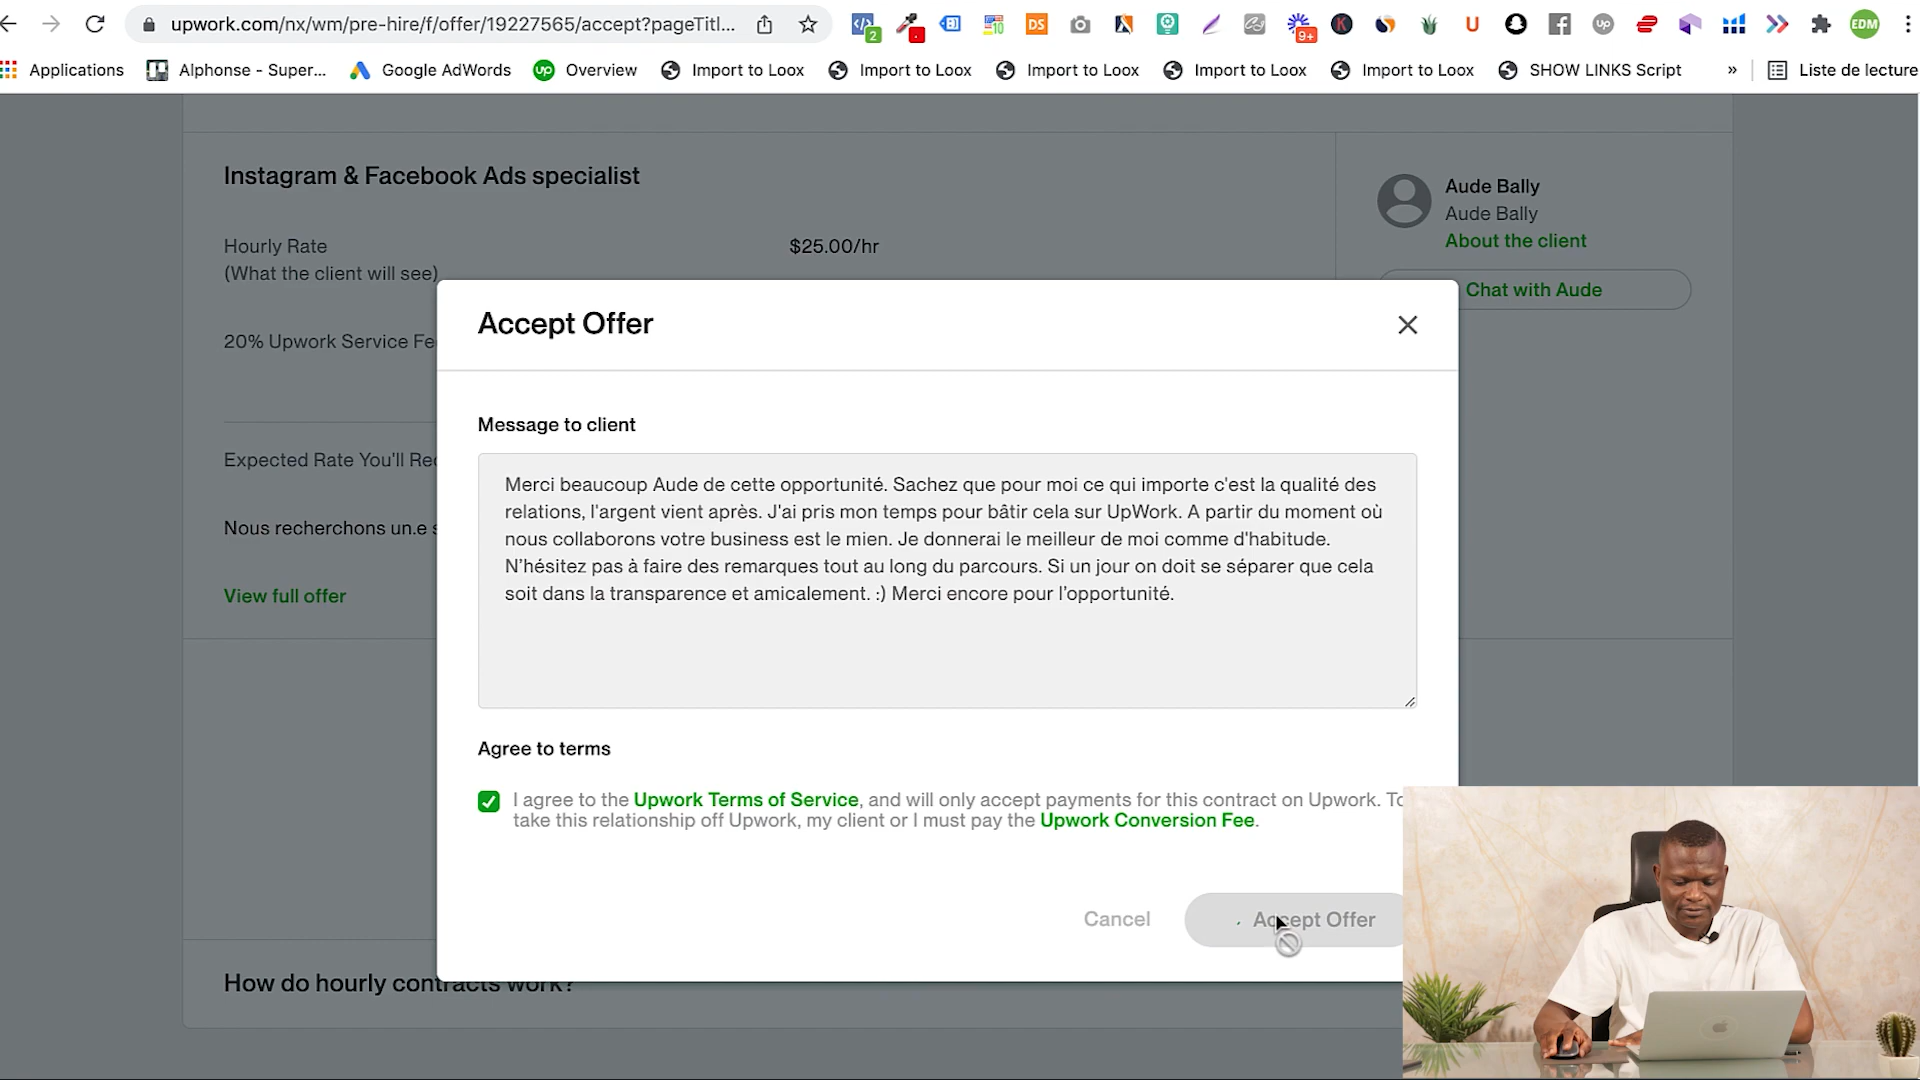 upwork.com/nx/wm/pre-hire/f/offer/19227565/accept?pageTitl...
2
10
DS
9+
K
U
up
EDM
Applications
Alphonse - Super...
Google AdWords
up
Overview
Import to Loox
Import to Loox
Import to Loox
Import to Loox
Import to Loox
SHOW LINKS Script
»
Liste de lecture
Instagram & Facebook Ads specialist
Aude Bally
Aude Bally
About the client
Hourly Rate
(What the client will see)
$25.00/hr
Chat with Aude
20% Upwork Service Fe
Expected Rate You'll Re
Nous recherchons un.e s
View full offer
Accept Offer
Message to client
Merci beaucoup Aude de cette opportunité. Sachez que pour moi ce qui importe c'est la qualité des
relations, l'argent vient après. J'ai pris mon temps pour bâtir cela sur UpWork. A partir du moment où
nous collaborons votre business est le mien. Je donnerai le meilleur de moi comme d'habitude.
N’hésitez pas à faire des remarques tout au long du parcours. Si un jour on doit se séparer que cela
soit dans la transparence et amicalement. :) Merci encore pour l’opportunité.
Agree to terms
I agree to the Upwork Terms of Service, and will only accept payments for this contract on Upwork. To
take this relationship off Upwork, my client or I must pay the Upwork Conversion Fee.
Cancel
Accept Offer
How do hourly contracts work?